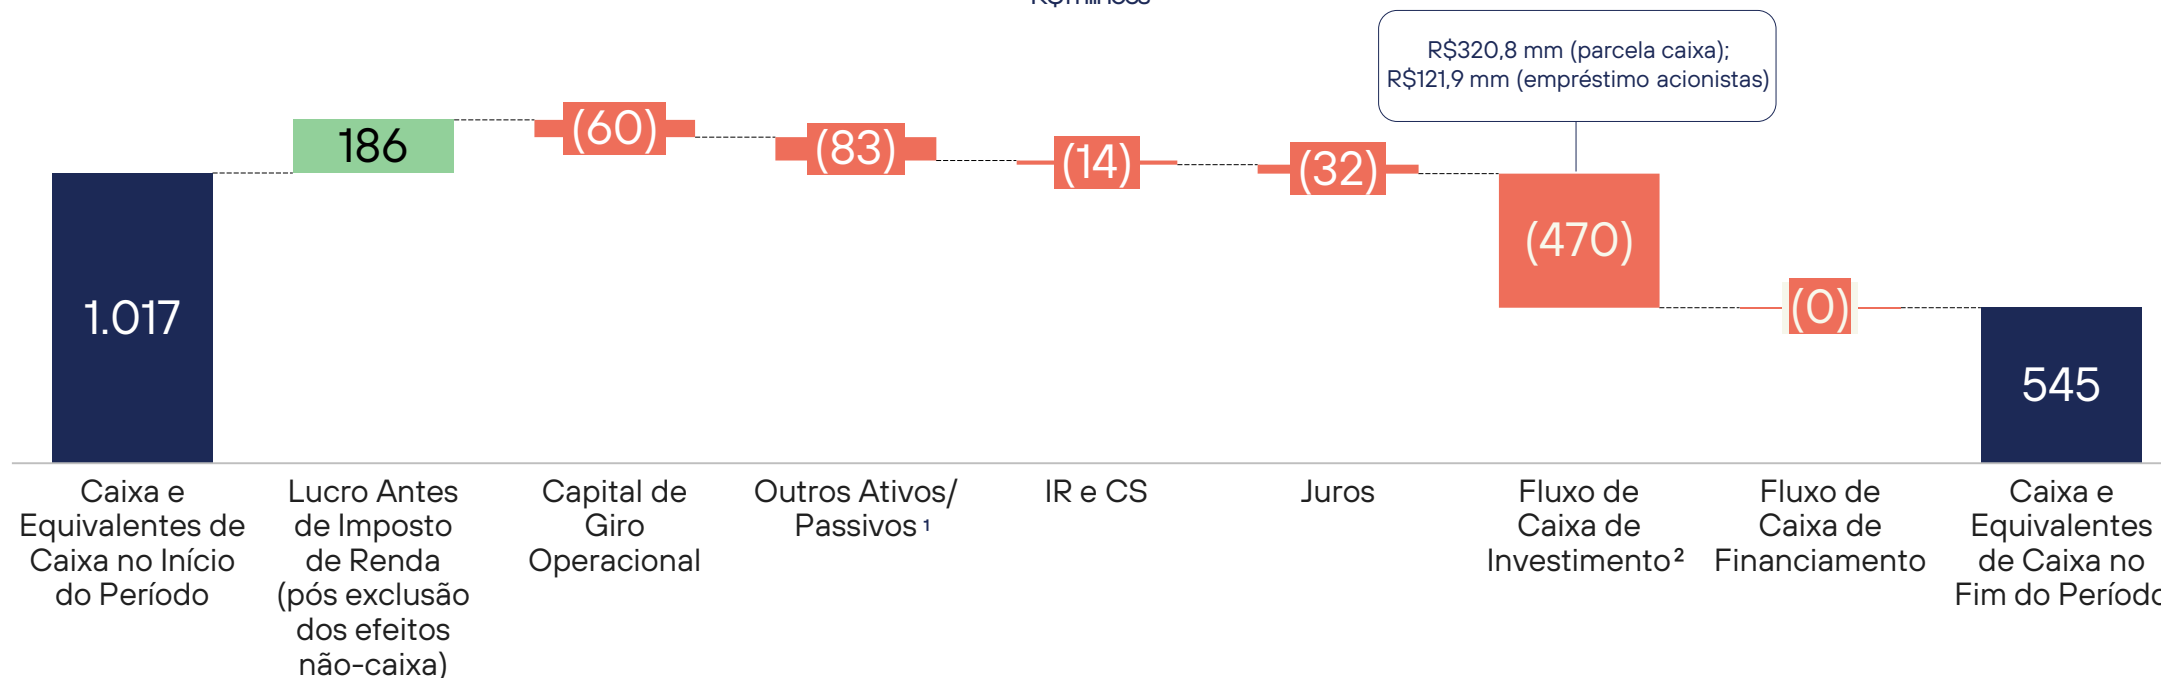 R$320,8 mm (parcela caixa);
R$121,9 mm (empréstimo acionistas)
1.017
186
(60)
(83)
(14)
(32)
(470)
(0)
545
Caixa e
Equivalentes de
Caixa no Início
do Período
Lucro Antes
de Imposto
de Renda
(pós exclusão
dos efeitos
não-caixa)
Capital de
Giro
Operacional
Outros Ativos/
Passivos ¹
IR e CS
Juros
Fluxo de
Caixa de
Investimento²
Fluxo de
Caixa de
Financiamento
Caixa e
Equivalentes
de Caixa no
Fim do Período